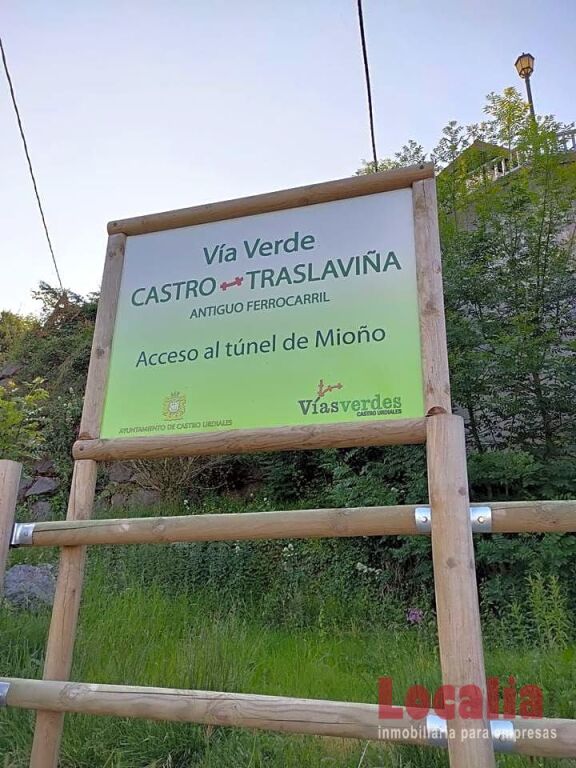 Vía Verde
CASTRO TRASLAVIÑA
ANTIGUO FERROCARRIL
Acceso al túnel de Mioño
AYUNTAMIENTO DE CASTRO URDIALES
Víasverdes
CASTRO URDIALES
Localia
inmobiliaria para empresas